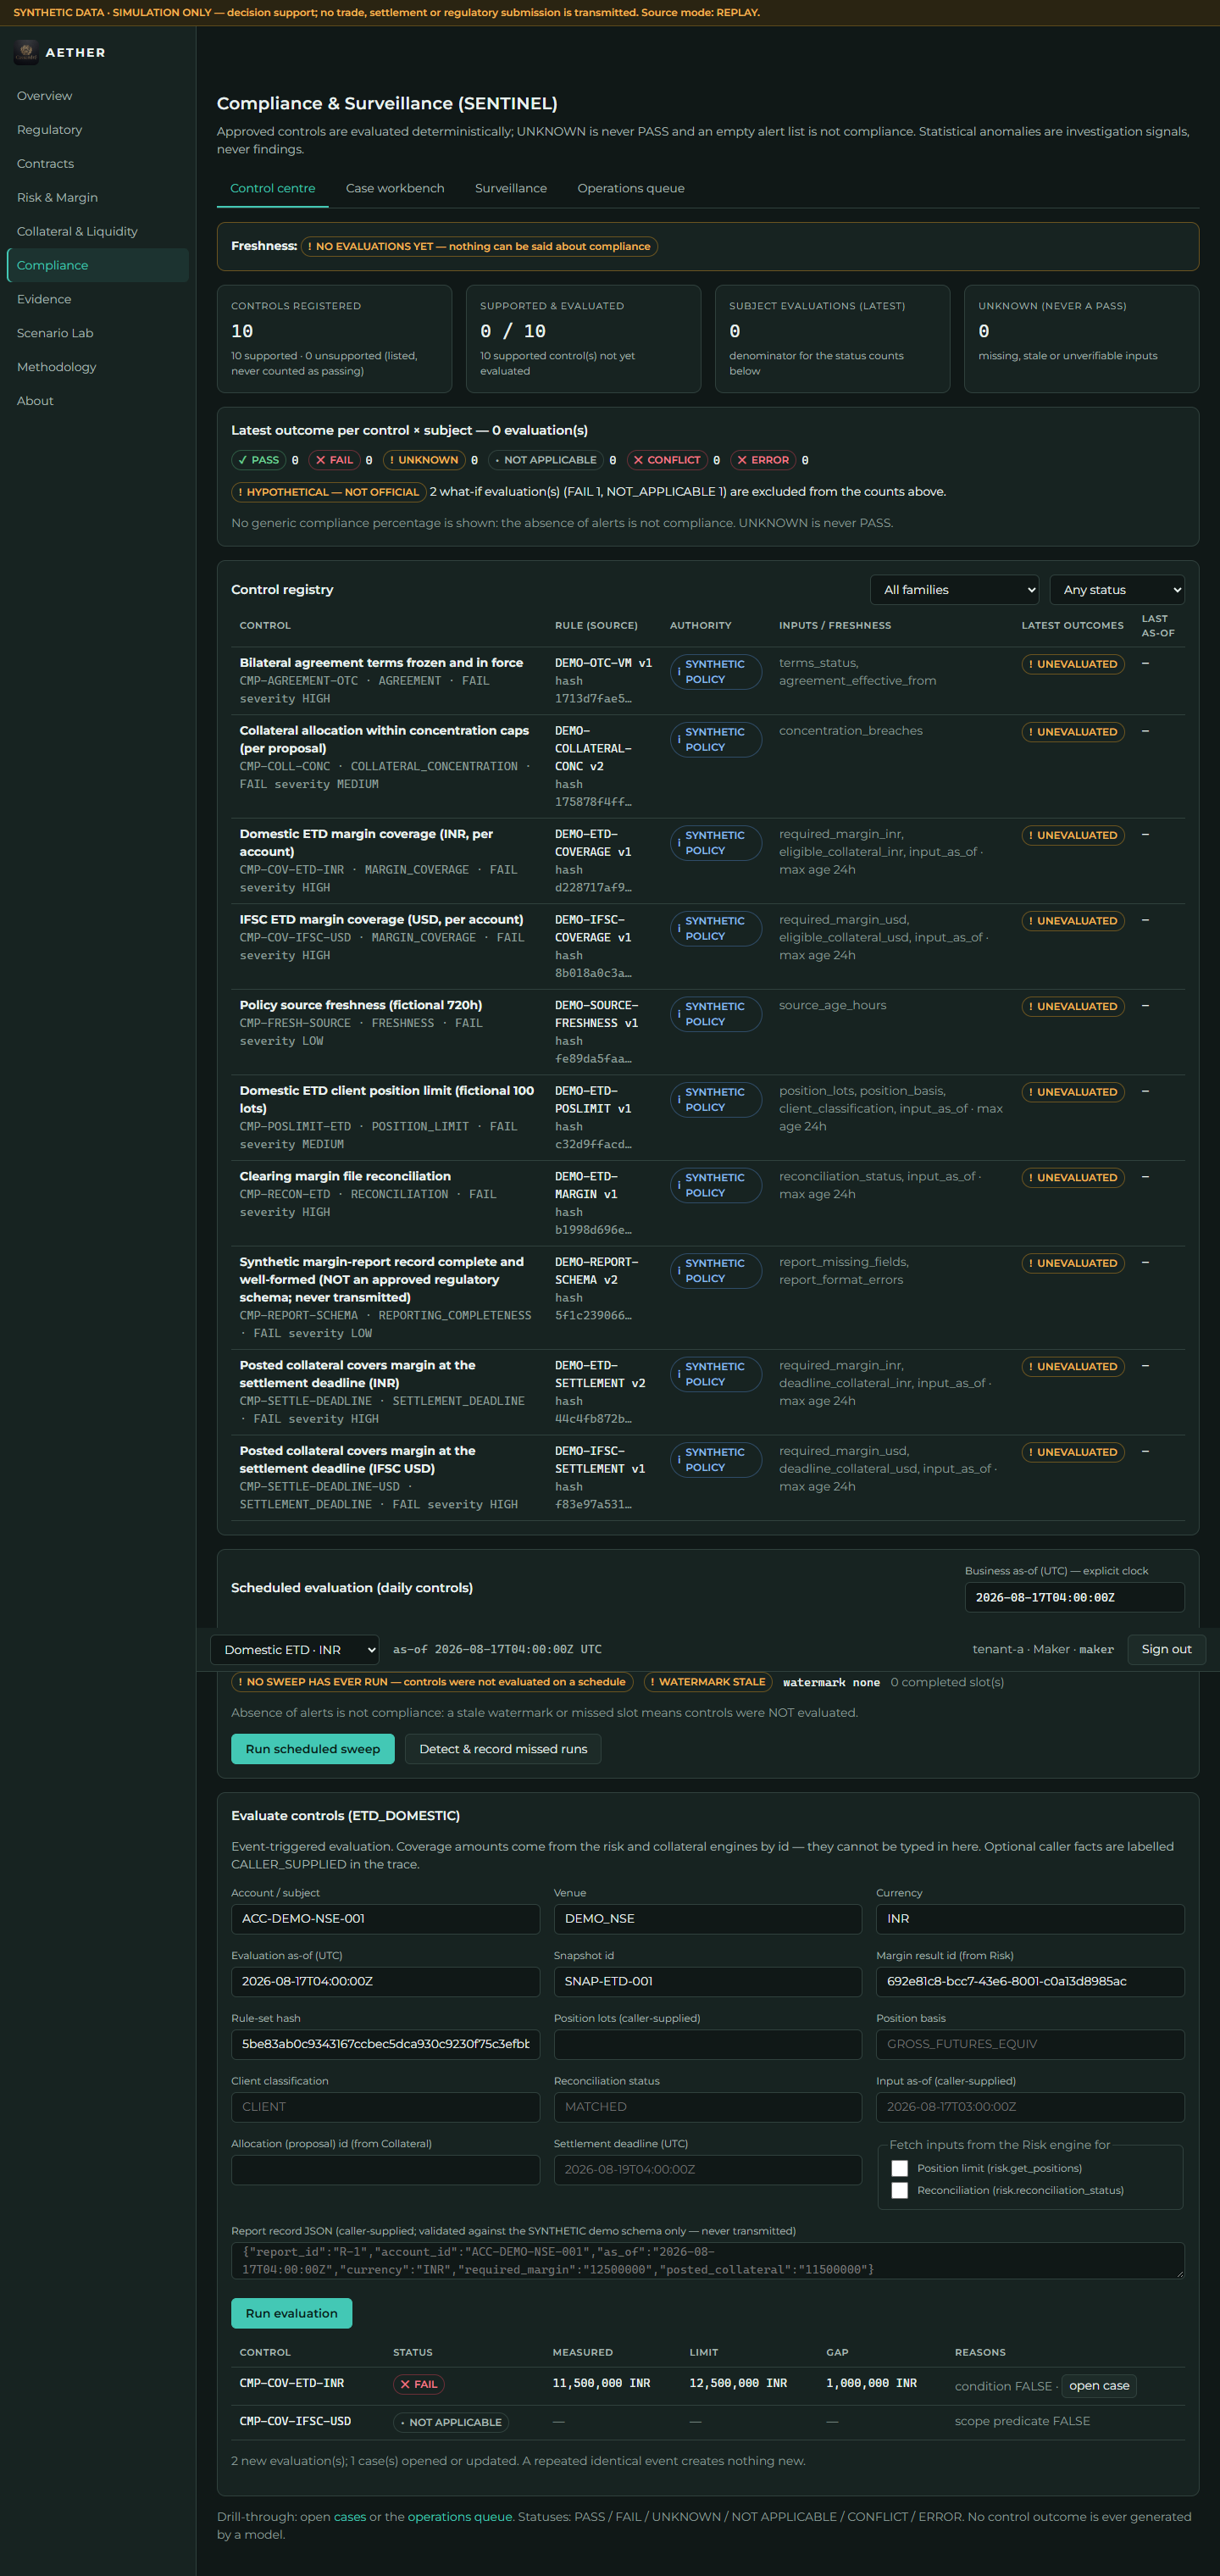 SYNTHETIC DATA · SIMULATION ONLY — decision support; no trade, settlement or regulatory submission is transmitted. Source mode: REPLAY.
AETHER
Overview
Regulatory
Contracts
Risk & Margin
Collateral & Liquidity
Compliance
Evidence
Scenario Lab
Methodology
About
Compliance & Surveillance (SENTINEL)
Approved controls are evaluated deterministically; UNKNOWN is never PASS and an empty alert list is not compliance. Statistical anomalies are investigation signals,
never findings.
Control centre Case workbench Surveillance Operations queue
Freshness: ! NO EVALUATIONS YET — nothing can be said about compliance
CONTROLS REGISTERED
10
10 supported · 0 unsupported (listed,
never counted as passing)
SUPPORTED & EVALUATED
0 / 10
10 supported control(s) not yet
evaluated
SUBJECT EVALUATIONS (LATEST)
0
denominator for the status counts
below
UNKNOWN (NEVER A PASS)
0
missing, stale or unverifiable inputs
Latest outcome per control × subject — 0 evaluation(s)
✓ PASS 0 ✕ FAIL 0 ! UNKNOWN 0 · NOT APPLICABLE 0 ✕ CONFLICT 0 ✕ ERROR 0
! HYPOTHETICAL — NOT OFFICIAL 2 what-if evaluation(s) (FAIL 1, NOT_APPLICABLE 1) are excluded from the counts above.
No generic compliance percentage is shown: the absence of alerts is not compliance. UNKNOWN is never PASS.
Control registry All families Any status
CONTROL RULE (SOURCE) AUTHORITY INPUTS / FRESHNESS LATEST OUTCOMES LAST
AS-OF
Bilateral agreement terms frozen and in force
CMP-AGREEMENT-OTC · AGREEMENT · FAIL
severity HIGH
DEMO-OTC-VM v1
hash
1713d7fae5…
i SYNTHETIC
POLICY
terms_status,
agreement_effective_from
! UNEVALUATED
—
Collateral allocation within concentration caps
(per proposal)
CMP-COLL-CONC · COLLATERAL_CONCENTRATION ·
FAIL severity MEDIUM
DEMO-
COLLATERAL-
CONC v2
hash
175878f4ff…
i SYNTHETIC
POLICY
concentration_breaches
! UNEVALUATED
—
Domestic ETD margin coverage (INR, per
account)
CMP-COV-ETD-INR · MARGIN_COVERAGE · FAIL
severity HIGH
DEMO-ETD-
COVERAGE v1
hash
d228717af9…
i SYNTHETIC
POLICY
required_margin_inr,
eligible_collateral_inr, input_as_of ·
max age 24h
! UNEVALUATED
—
IFSC ETD margin coverage (USD, per account)
CMP-COV-IFSC-USD · MARGIN_COVERAGE · FAIL
severity HIGH
DEMO-IFSC-
COVERAGE v1
hash
8b018a0c3a…
i SYNTHETIC
POLICY
required_margin_usd,
eligible_collateral_usd, input_as_of ·
max age 24h
! UNEVALUATED
—
Policy source freshness (fictional 720h)
CMP-FRESH-SOURCE · FRESHNESS · FAIL
severity LOW
DEMO-SOURCE-
FRESHNESS v1
hash
fe89da5faa…
i SYNTHETIC
POLICY
source_age_hours
! UNEVALUATED
—
Domestic ETD client position limit (fictional 100
lots)
CMP-POSLIMIT-ETD · POSITION_LIMIT · FAIL
severity MEDIUM
DEMO-ETD-
POSLIMIT v1
hash
c32d9ffacd…
i SYNTHETIC
POLICY
position_lots, position_basis,
client_classification, input_as_of · max
age 24h
! UNEVALUATED
—
Clearing margin file reconciliation
CMP-RECON-ETD · RECONCILIATION · FAIL
severity HIGH
DEMO-ETD-
MARGIN v1
hash
b1998d696e…
i SYNTHETIC
POLICY
reconciliation_status, input_as_of ·
max age 24h
! UNEVALUATED
—
Synthetic margin-report record complete and
well-formed (NOT an approved regulatory
schema; never transmitted)
CMP-REPORT-SCHEMA · REPORTING_COMPLETENESS
· FAIL severity LOW
DEMO-REPORT-
SCHEMA v2
hash
5f1c239066…
i SYNTHETIC
POLICY
report_missing_fields,
report_format_errors
! UNEVALUATED
—
Posted collateral covers margin at the
settlement deadline (INR)
CMP-SETTLE-DEADLINE · SETTLEMENT_DEADLINE
· FAIL severity HIGH
DEMO-ETD-
SETTLEMENT v2
hash
44c4fb872b…
i SYNTHETIC
POLICY
required_margin_inr,
deadline_collateral_inr, input_as_of ·
max age 24h
! UNEVALUATED
—
Posted collateral covers margin at the
settlement deadline (IFSC USD)
CMP-SETTLE-DEADLINE-USD ·
SETTLEMENT_DEADLINE · FAIL severity HIGH
DEMO-IFSC-
SETTLEMENT v1
hash
f83e97a531…
i SYNTHETIC
POLICY
required_margin_usd,
deadline_collateral_usd, input_as_of ·
max age 24h
! UNEVALUATED
—
Scheduled evaluation (daily controls)
Business as-of (UTC) — explicit clock
2026-08-17T04:00:00Z
Domestic ETD · INR as-of 2026-08-17T04:00:00Z UTC tenant-a · Maker · maker Sign out
! NO SWEEP HAS EVER RUN — controls were not evaluated on a schedule ! WATERMARK STALE watermark none 0 completed slot(s)
Absence of alerts is not compliance: a stale watermark or missed slot means controls were NOT evaluated.
Run scheduled sweep Detect & record missed runs
Evaluate controls (ETD_DOMESTIC)
Event-triggered evaluation. Coverage amounts come from the risk and collateral engines by id — they cannot be typed in here. Optional caller facts are labelled
CALLER_SUPPLIED in the trace.
Account / subject Venue Currency
ACC-DEMO-NSE-001 DEMO_NSE INR
Evaluation as-of (UTC) Snapshot id Margin result id (from Risk)
2026-08-17T04:00:00Z SNAP-ETD-001 692e81c8-bcc7-43e6-8001-c0a13d8985ac
Rule-set hash Position lots (caller-supplied) Position basis
5be83ab0c9343167ccbec5dca930c9230f75c3efbb GROSS_FUTURES_EQUIV
Client classification Reconciliation status Input as-of (caller-supplied)
CLIENT MATCHED 2026-08-17T03:00:00Z
Allocation (proposal) id (from Collateral) Settlement deadline (UTC) Fetch inputs from the Risk engine for
2026-08-19T04:00:00Z Position limit (risk.get_positions)
Reconciliation (risk.reconciliation_status)
Report record JSON (caller-supplied; validated against the SYNTHETIC demo schema only — never transmitted)
{"report_id":"R-1","account_id":"ACC-DEMO-NSE-001","as_of":"2026-08-
17T04:00:00Z","currency":"INR","required_margin":"12500000","posted_collateral":"11500000"}
Run evaluation
CONTROL STATUS MEASURED LIMIT GAP REASONS
CMP-COV-ETD-INR ✕ FAIL 11,500,000 INR 12,500,000 INR 1,000,000 INR condition FALSE · open case
CMP-COV-IFSC-USD · NOT APPLICABLE — — — scope predicate FALSE
2 new evaluation(s); 1 case(s) opened or updated. A repeated identical event creates nothing new.
Drill-through: open cases or the operations queue. Statuses: PASS / FAIL / UNKNOWN / NOT APPLICABLE / CONFLICT / ERROR. No control outcome is ever generated
by a model.